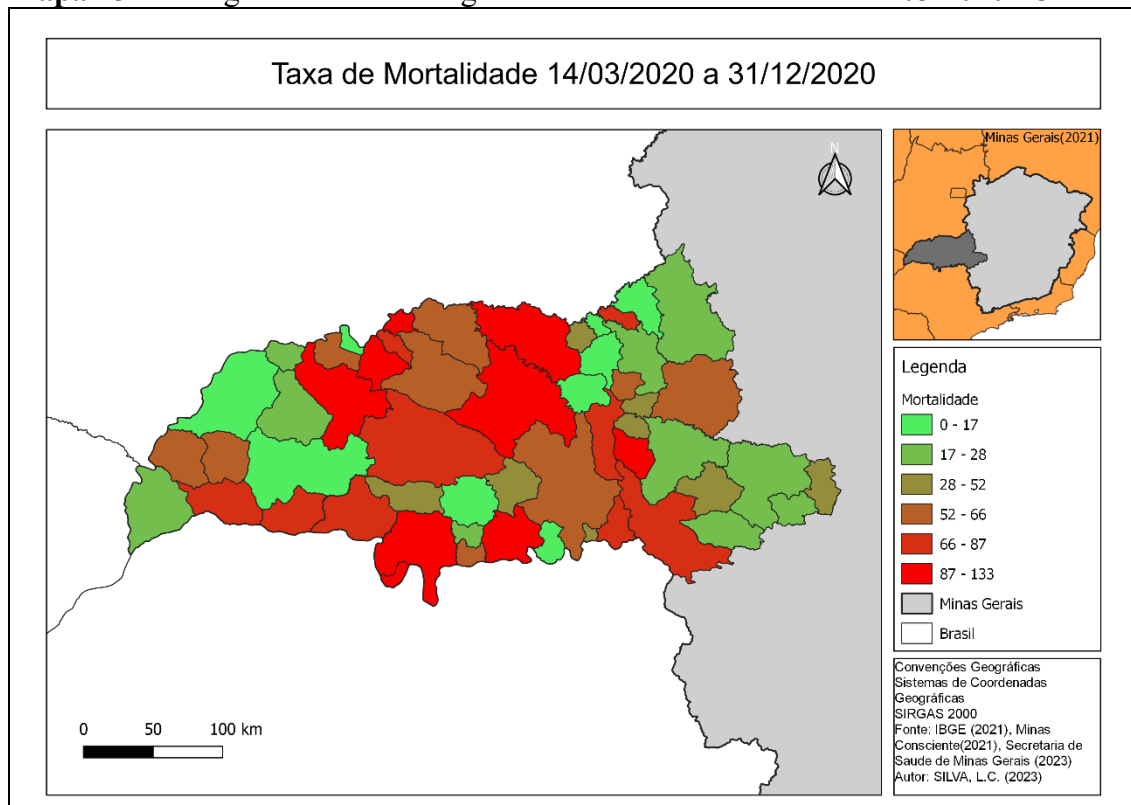 Taxa de Mortalidade 14/03/2020 a 31/12/2020
N
Minas Gerais(2021)
Legenda
Mortalidade
0 - 17
17 - 28
28 - 52
52 - 66
66 - 87
87 - 133
Minas Gerais
Brasil
0 50 100 km
Convenções Geográficas
Sistemas de Coordenadas
Geográficas
SIRGAS 2000
Fonte: IBGE (2021), Minas
Consciente(2021), Secretaria de
Saude de Minas Gerais (2023)
Autor: SILVA, L.C. (2023)